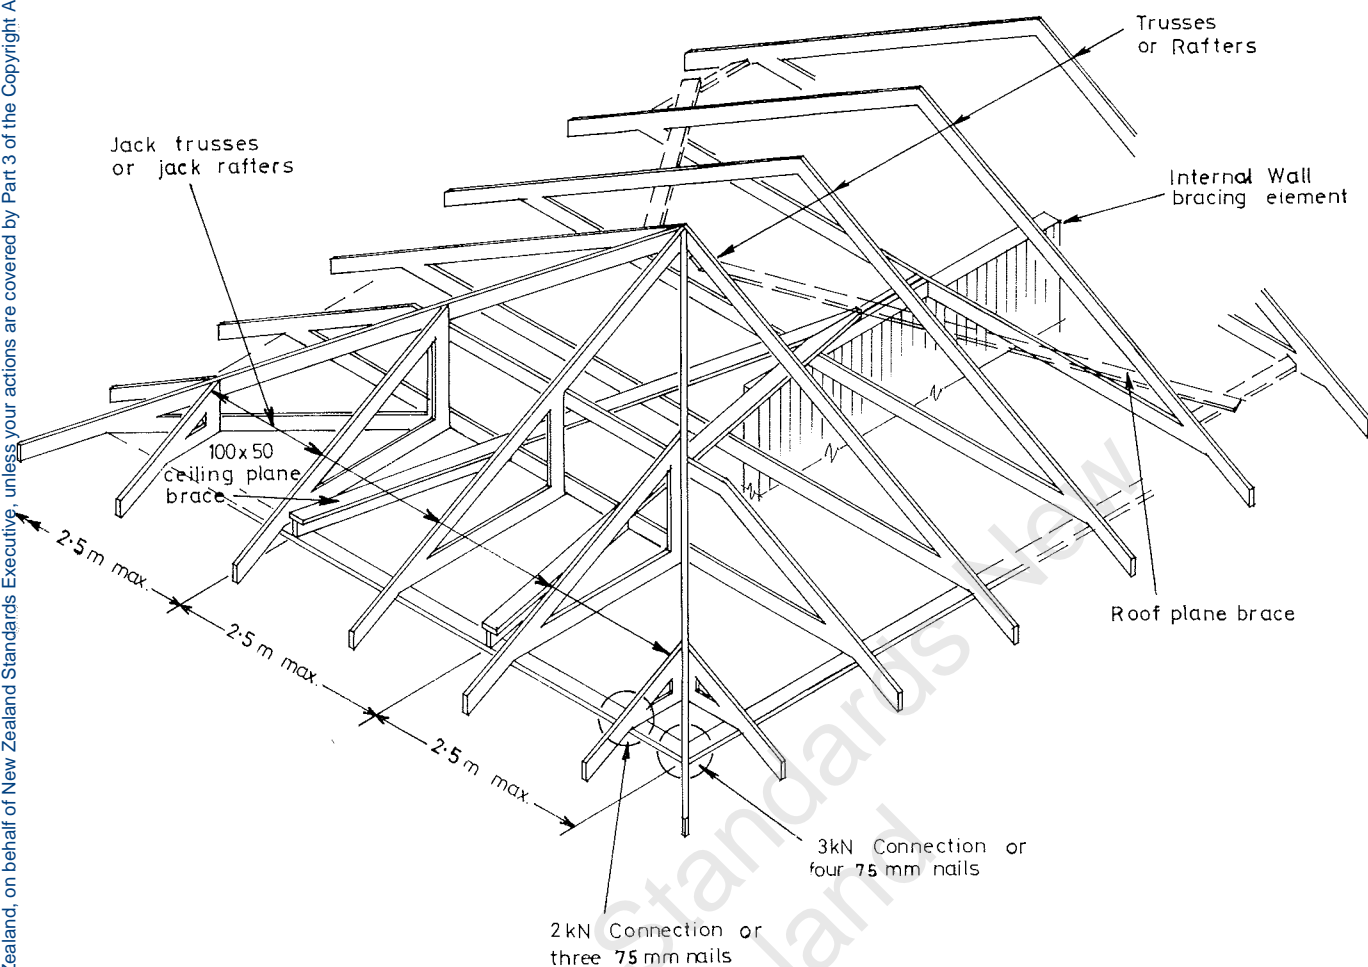 Zealand, on behalf of New Zealand Standards Executive, unless your actions are covered by Part 3 of the Copyright A
Trusses
or Rafters
Jack trusses
or jack rafters
Internal Wall
bracing element
100 x 50
ceiling plane
brace
2·5 m max.
2·5 m max.
2·5 m max.
Roof plane brace
3kN Connection or
four 75 mm nails
2kN Connection or
three 75 mm nails
Standards New
land